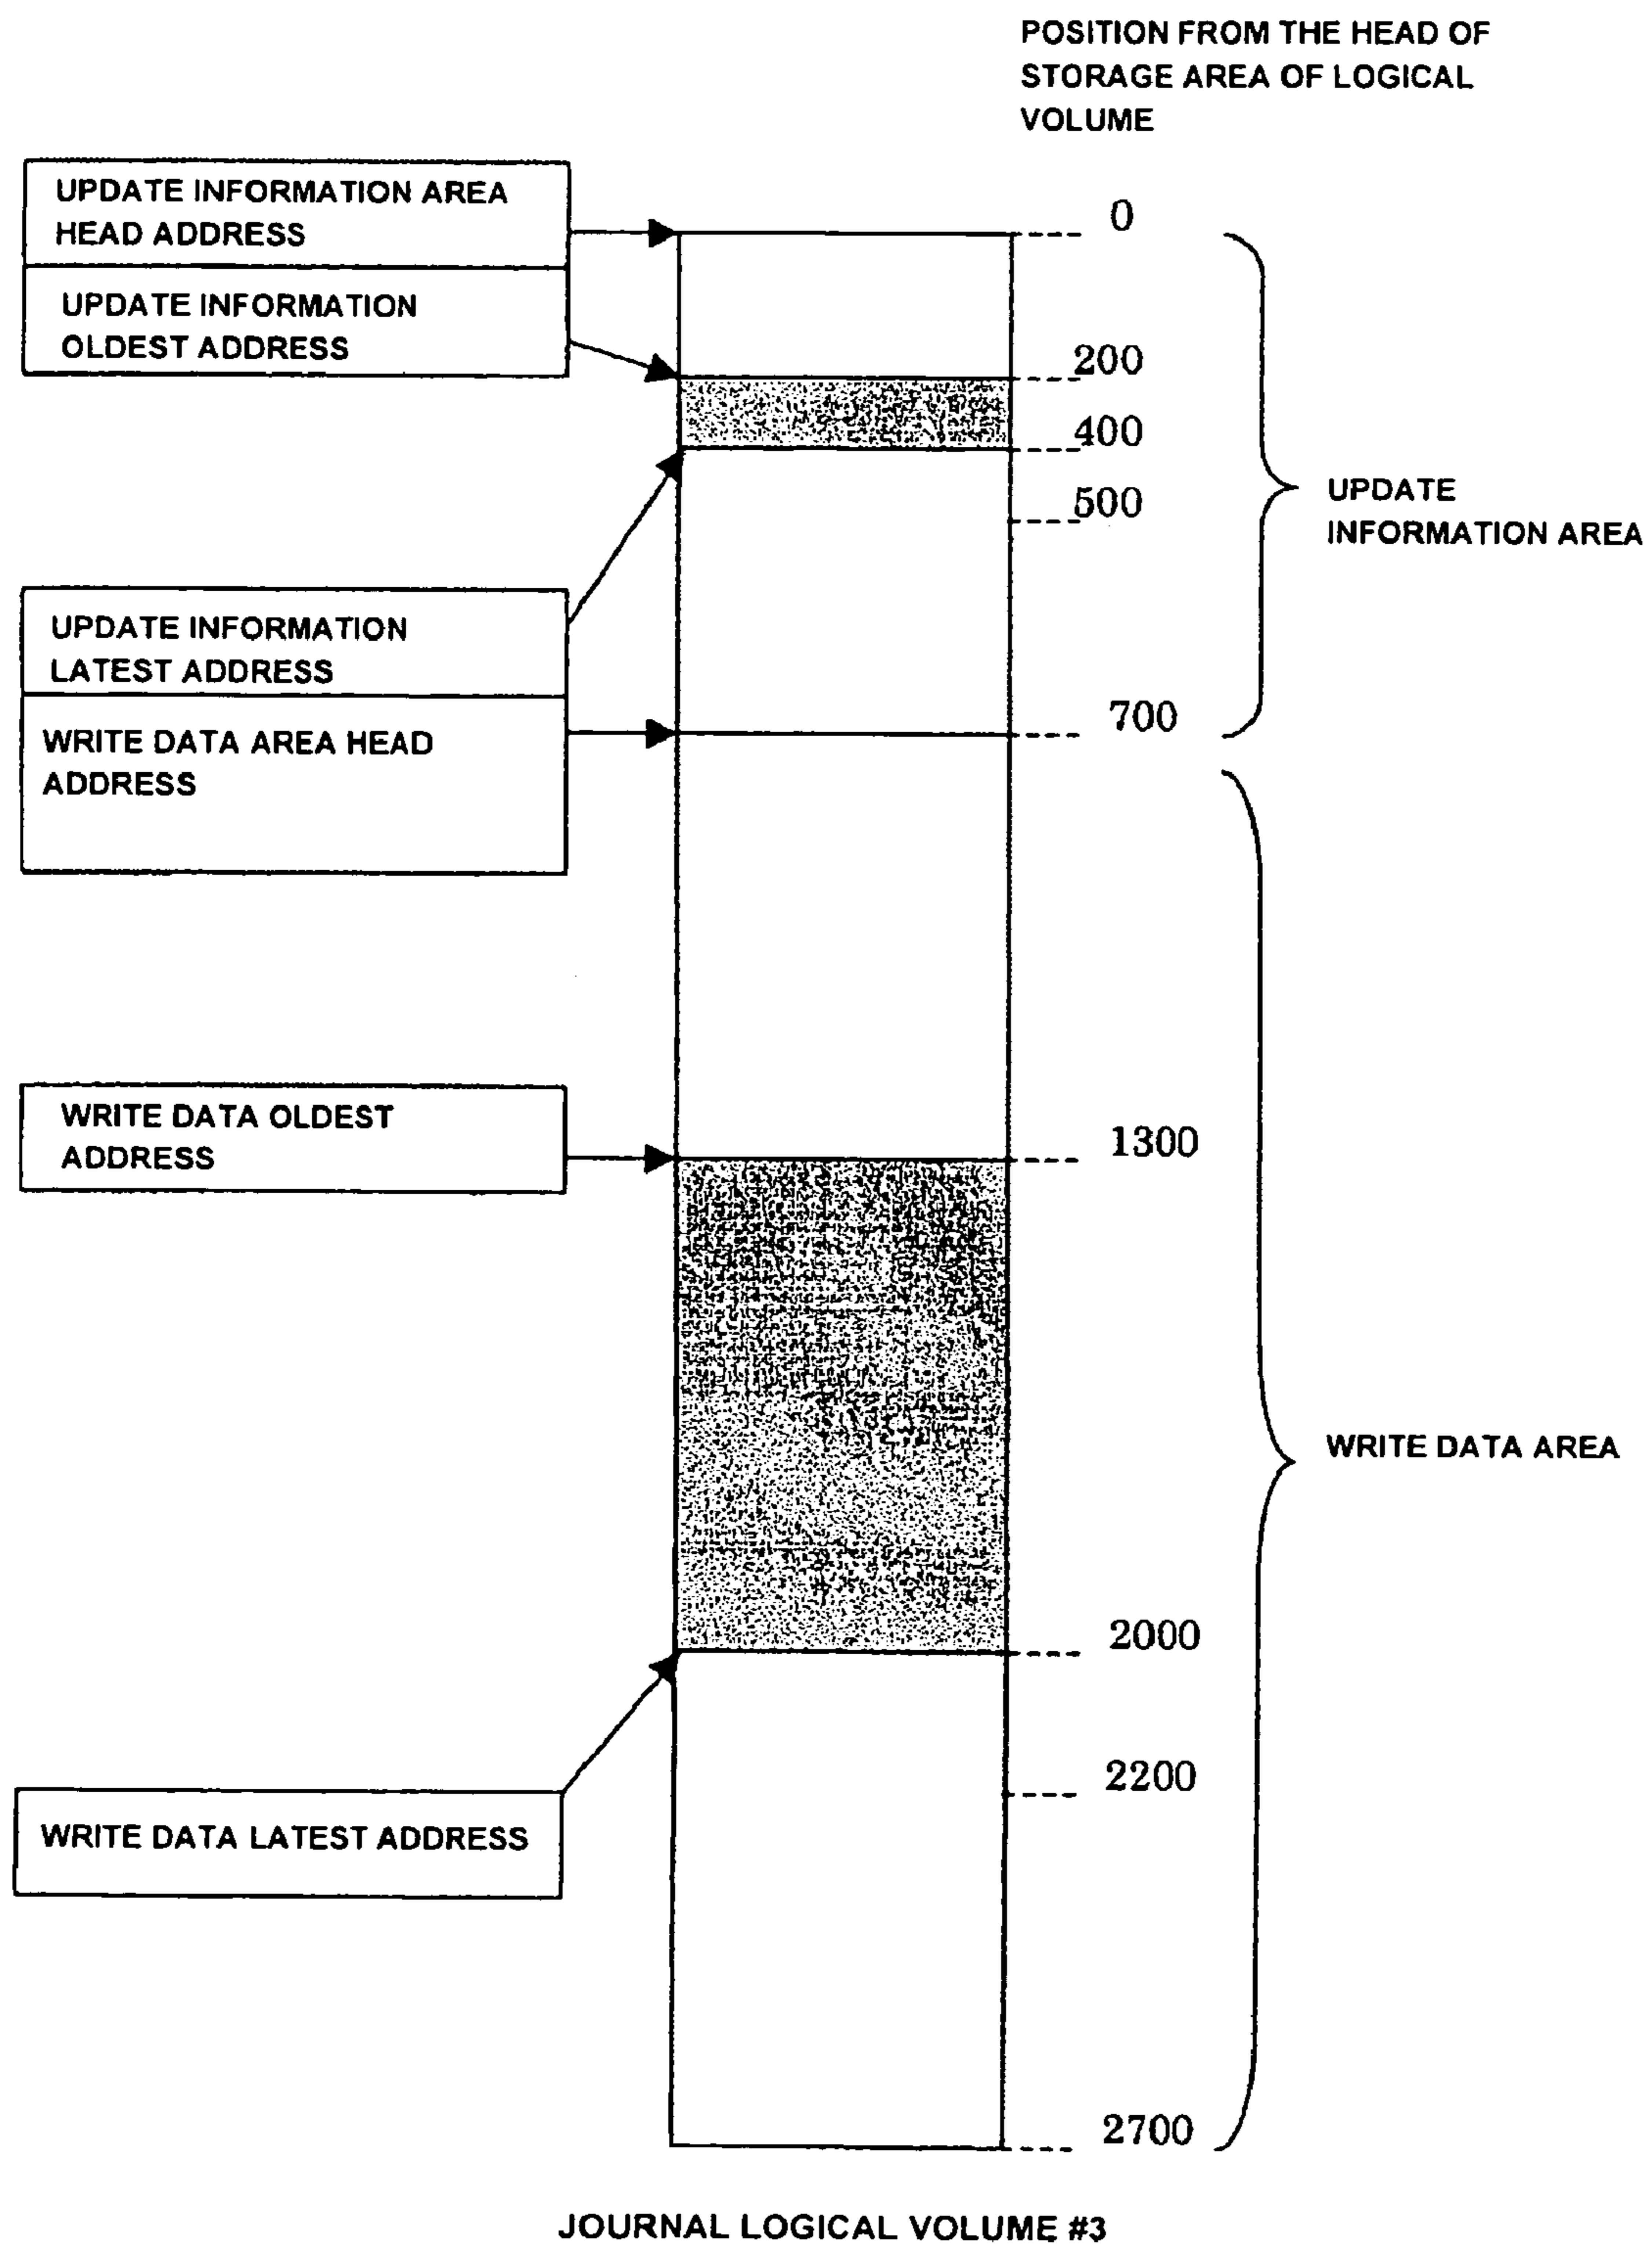 POSITION FROM THE HEAD OF
STORAGE AREA OF LOGICAL
VOLUME
UPDATE INFORMATION AREA
HEAD ADDRESS
0
UPDATE INFORMATION
OLDEST ADDRESS
200
400
500
UPDATE
INFORMATION AREA
UPDATE INFORMATION
LATEST ADDRESS
700
WRITE DATA AREA HEAD
ADDRESS
WRITE DATA OLDEST
ADDRESS
1300
WRITE DATA AREA
2000
2200
WRITE DATA LATEST ADDRESS
2700
JOURNAL LOGICAL VOLUME #3